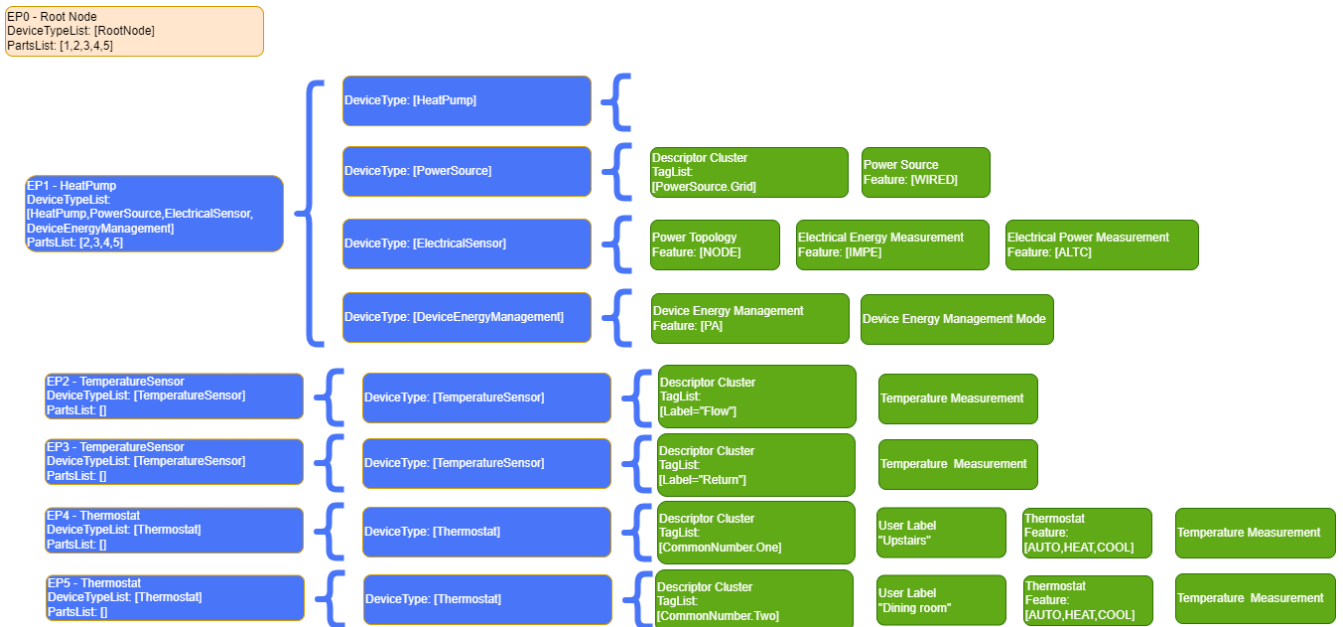 EP0 - Root Node
DeviceTypeList: [RootNode]
PartsList: [1,2,3,4,5]
EP1 - HeatPump
DeviceTypeList:
[HeatPump,PowerSource,ElectricalSensor,
DeviceEnergyManagement]
PartsList: [2,3,4,5]
DeviceType: [HeatPump]
DeviceType: [PowerSource]
Descriptor Cluster
TagList:
[PowerSource.Grid]
Power Source
Feature: [WIRED]
DeviceType: [ElectricalSensor]
Power Topology
Feature: [NODE]
Electrical Energy Measurement
Feature: [IMPE]
Electrical Power Measurement
Feature: [ALTC]
DeviceType: [DeviceEnergyManagement]
Device Energy Management
Feature: [PA]
Device Energy Management Mode
EP2 - TemperatureSensor
DeviceTypeList: [TemperatureSensor]
PartsList: []
DeviceType: [TemperatureSensor]
Descriptor Cluster
TagList:
[Label="Flow"]
Temperature Measurement
EP3 - TemperatureSensor
DeviceTypeList: [TemperatureSensor]
PartsList: []
DeviceType: [TemperatureSensor]
Descriptor Cluster
TagList:
[Label="Return"]
Temperature Measurement
EP4 - Thermostat
DeviceTypeList: [Thermostat]
PartsList: []
DeviceType: [Thermostat]
Descriptor Cluster
TagList:
[CommonNumber.One]
User Label
"Upstairs"
Thermostat
Feature:
[AUTO,HEAT,COOL]
Temperature Measurement
EP5 - Thermostat
DeviceTypeList: [Thermostat]
PartsList: []
DeviceType: [Thermostat]
Descriptor Cluster
TagList:
[CommonNumber.Two]
User Label
"Dining room"
Thermostat
Feature:
[AUTO,HEAT,COOL]
Temperature Measurement